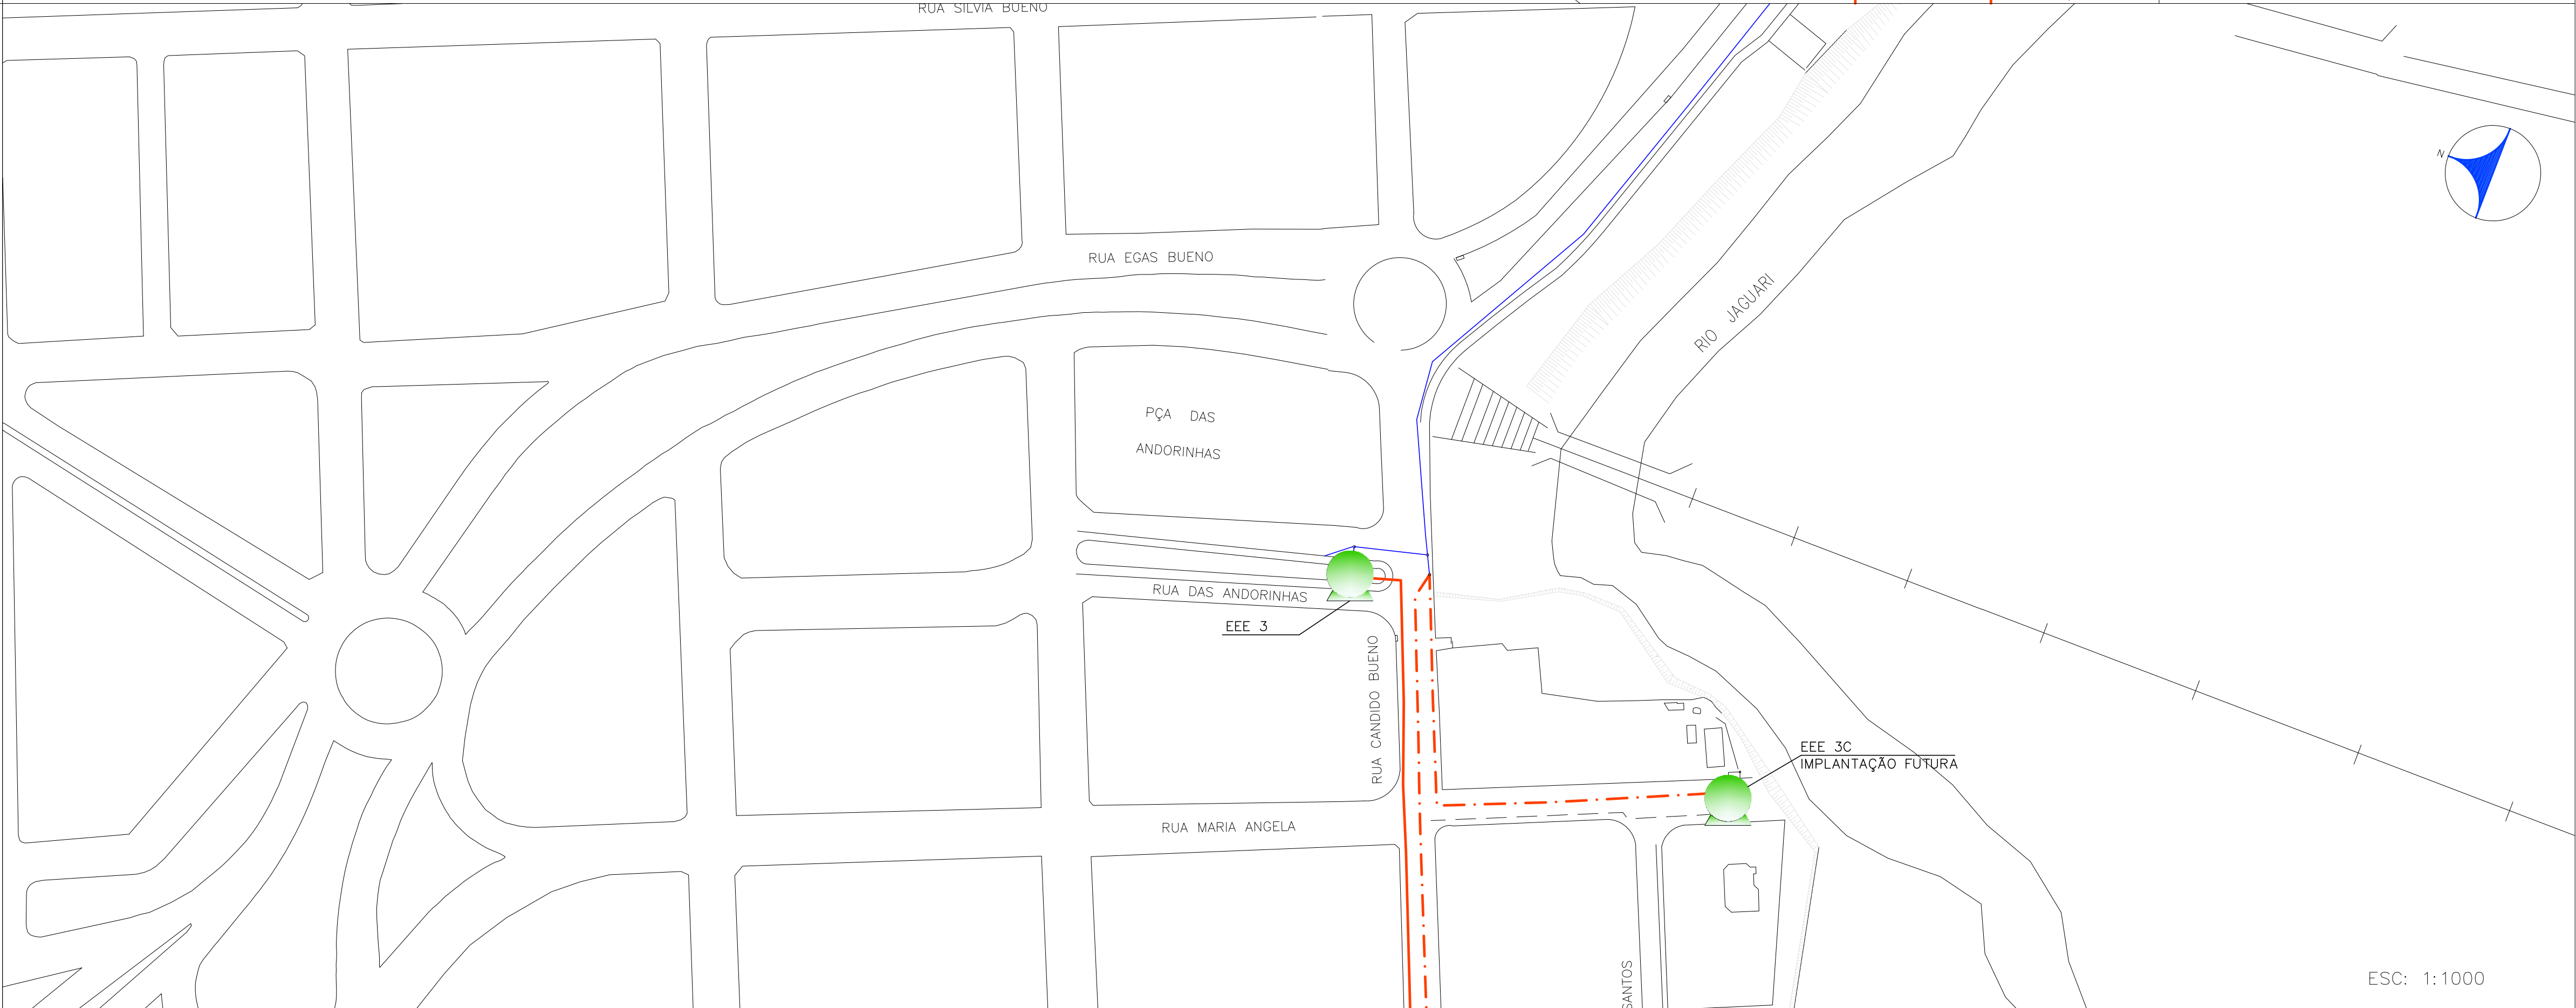 RUA SILVIA BUENO
N
RUA EGAS BUENO
RIO JAGUARI
PÇA DAS
ANDORINHAS
RUA DAS ANDORINHAS
EEE 3
RUA CANDIDO BUENO
EEE 3C
IMPLANTAÇÃO FUTURA
RUA MARIA ANGELA
SANTOS
ESC: 1:1000